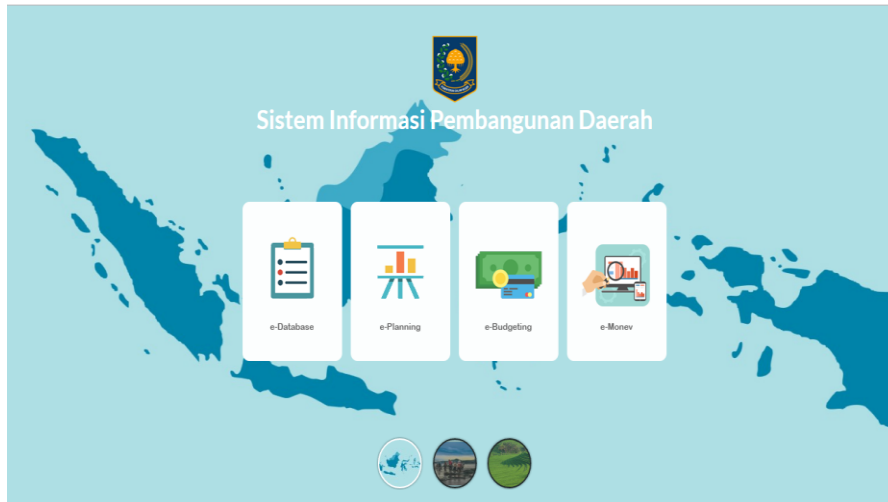 Sistem Informasi Pembangunan Daerah
e-Database
e-Planning
e-Budgeting
e-Monev